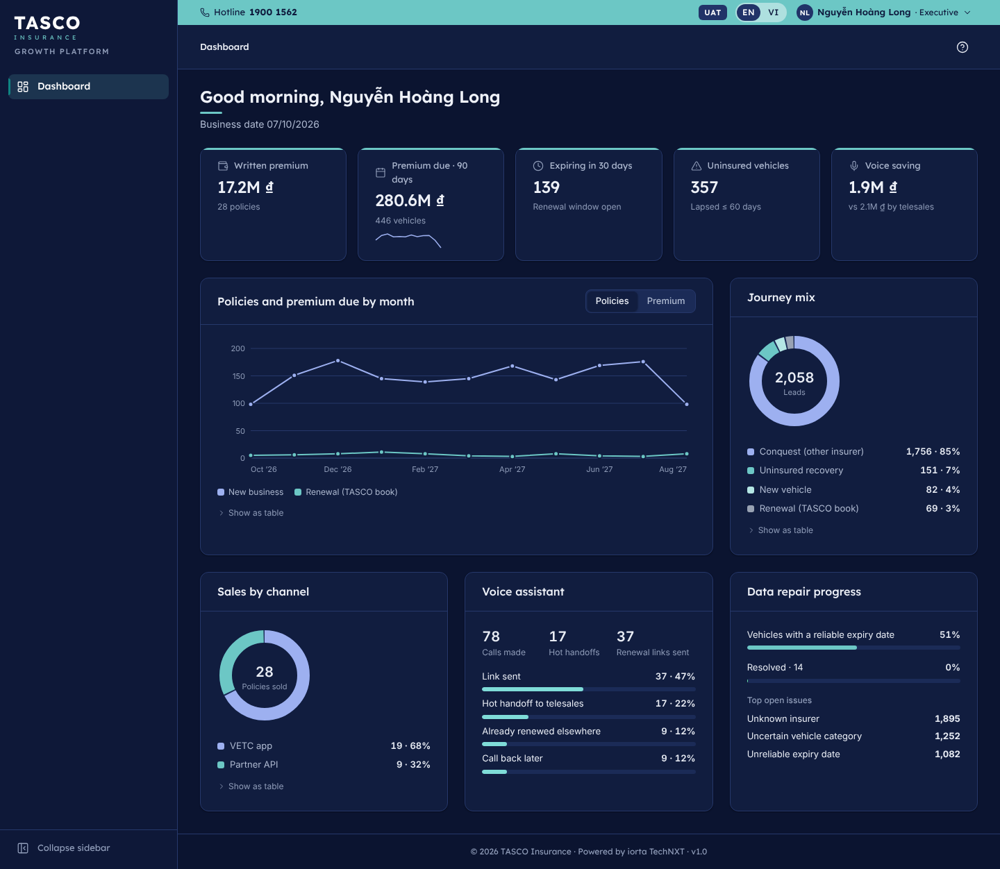 TASCO
INSURANCE
GROWTH PLATFORM
Dashboard
Collapse sidebar
Hotline 1900 1562
UAT
EN VI
NL Nguyễn Hoàng Long · Executive
Dashboard
Good morning, Nguyễn Hoàng Long
Business date 07/10/2026
Written premium
17.2M ₫
28 policies
Premium due · 90
days
280.6M ₫
446 vehicles
Expiring in 30 days
139
Renewal window open
Uninsured vehicles
357
Lapsed ≤ 60 days
Voice saving
1.9M ₫
vs 2.1M ₫ by telesales
Policies and premium due by month
Policies Premium
200
150
100
50
0
Oct '26 Dec '26 Feb '27 Apr '27 Jun '27 Aug '27
New business Renewal (TASCO book)
Show as table
Journey mix
2,058
Leads
Conquest (other insurer) 1,756 · 85%
Uninsured recovery 151 · 7%
New vehicle 82 · 4%
Renewal (TASCO book) 69 · 3%
Show as table
Sales by channel
28
Policies sold
VETC app 19 · 68%
Partner API 9 · 32%
Show as table
Voice assistant
78 17 37
Calls made Hot handoffs Renewal links sent
Link sent 37 · 47%
Hot handoff to telesales 17 · 22%
Already renewed elsewhere 9 · 12%
Call back later 9 · 12%
Data repair progress
Vehicles with a reliable expiry date 51%
Resolved · 14 0%
Top open issues
Unknown insurer 1,895
Uncertain vehicle category 1,252
Unreliable expiry date 1,082
© 2026 TASCO Insurance · Powered by iorta TechNXT · v1.0